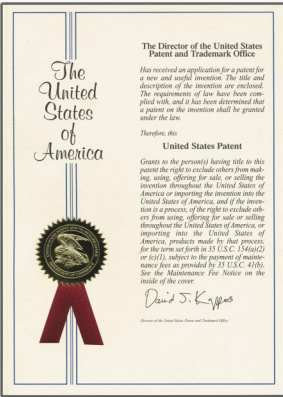 The
United
States
of
America
The Director of the United States
Patent and Trademark Office
Has received an application for a patent for
a new and useful invention. The title and
description of the invention are enclosed.
The requirements of law have been com-
plied with, and it has been determined that
a patent on the invention shall be granted
under the law.
Therefore, this
United States Patent
Grants to the person(s) having title to this
patent the right to exclude others from mak-
ing, using, offering for sale, or selling the
invention throughout the United States of
America or importing the invention into the
United States of America, and if the inven-
tion is a process, of the right to exclude oth-
ers from using, offering for sale or selling
throughout the United States of America, or
importing into the United States of
America, products made by that process,
for the term set forth in 35 U.S.C. 154(a)(2)
or (c)(1), subject to the payment of mainte-
nance fees as provided by 35 U.S.C. 41(b).
See the Maintenance Fee Notice on the
inside of the cover.
David J. Kappos
Director of the United States Patent and Trademark Office